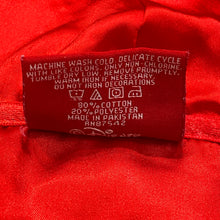 MACHINE WASH COLD, DELICATE CYCLE
WITH LIKE COLORS. ONLY NON-CHLORINE.
TUMBLE DRY LOW. REMOVE PROMPTLY.
WARM IRON IF NECESSARY.
DO NOT IRON DECORATIONS
80% COTTON
20% POLYESTER
MADE IN PAKISTAN
RN87542